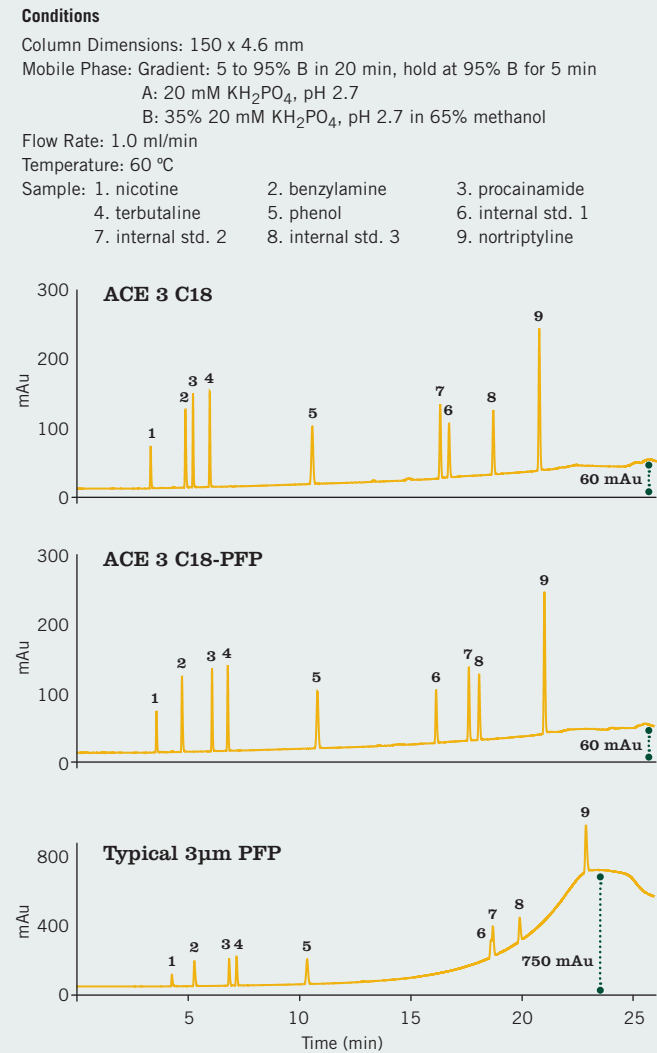 Conditions
Column Dimensions: 150 x 4.6 mm
Mobile Phase: Gradient: 5 to 95% B in 20 min, hold at 95% B for 5 min
A: 20 mM KH₂PO₄, pH 2.7
B: 35% 20 mM KH₂PO₄, pH 2.7 in 65% methanol
Flow Rate: 1.0 ml/min
Temperature: 60 ºC
Sample: 1. nicotine 2. benzylamine 3. procainamide
4. terbutaline 5. phenol 6. internal std. 1
7. internal std. 2 8. internal std. 3 9. nortriptyline
ACE 3 C18
mAu
300
200
100
0
1 2 3 4 5 7 6 8 9
60 mAu
ACE 3 C18-PFP
mAu
300
200
100
0
1 2 3 4 5 6 7 8 9
60 mAu
Typical 3µm PFP
mAu
800
400
0
1 2 3 4 5 6 7 8 9
750 mAu
5 10 15 20 25
Time (min)